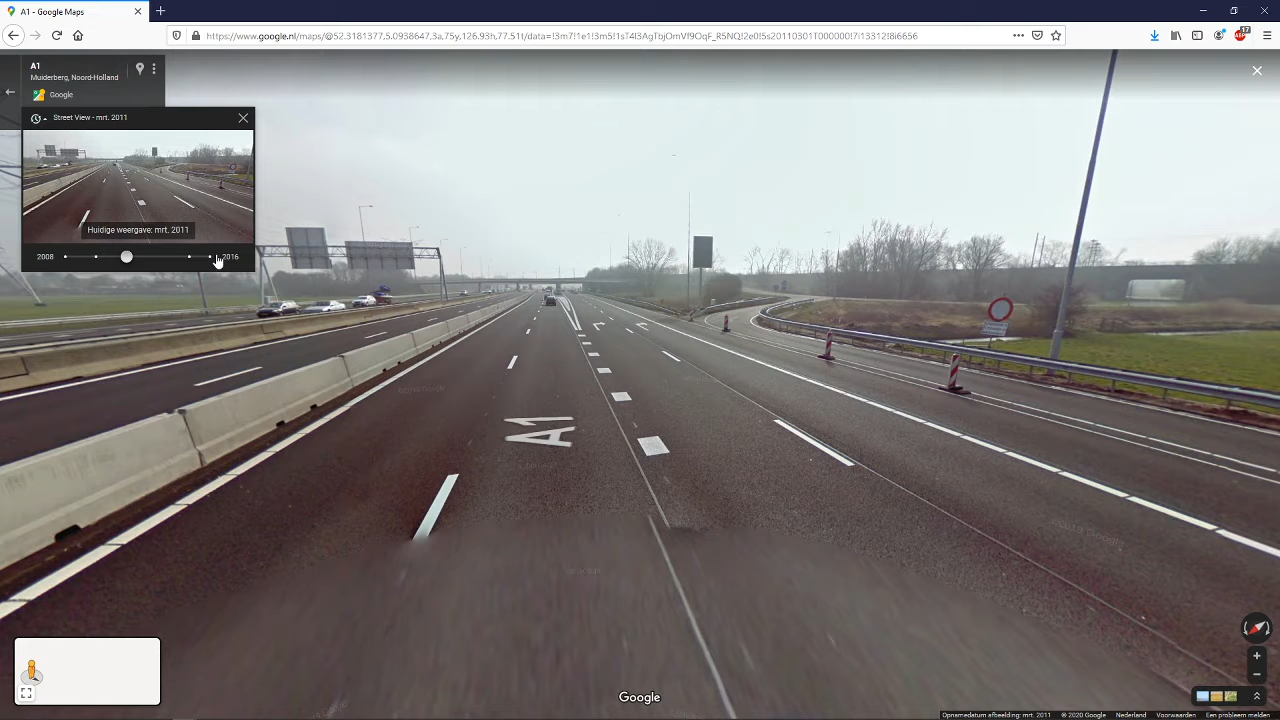 A1 - Google Maps
https://www.google.nl/maps/@52.3181377,5.0938647,3a,75y,126.93h,77.51t/data=!3m7!1e1!3m5!1sT4l3AgTbjOmVf9OqF_R5NQ!2e0!5s20110301T000000!7i13312!8i6656
17
A1
Muiderberg, Noord-Holland
Google
Street View - mrt. 2011
Huidige weergave: mrt. 2011
2008
2016
A1
Google
Opnamedatum afbeelding: mrt. 2011 © 2020 Google Nederland Voorwaarden Een probleem melden